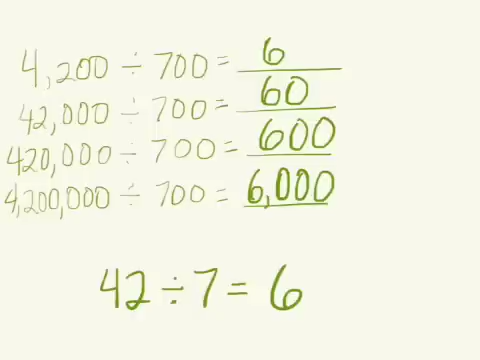 4,200 ÷ 700 = 6
42,000 ÷ 700 = 60
420,000 ÷ 700 = 600
4,200,000 ÷ 700 = 6,000
42 ÷ 7 = 6